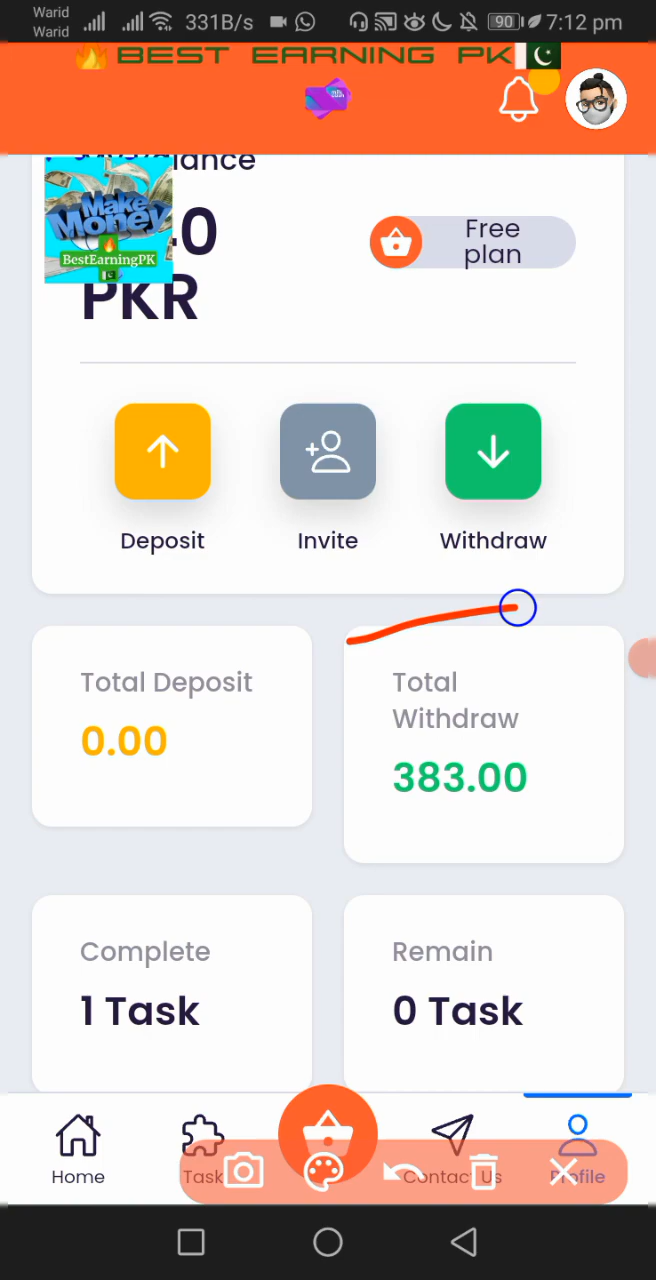 Warid
Warid
331B/s
90
7:12 pm
🔥BEST EARNING PK🇵🇰
Free
plan
Make
Money
BestEarningPK
PKR
Deposit
Invite
Withdraw
Total Deposit
0.00
Total
Withdraw
383.00
Complete
1 Task
Remain
0 Task
Home
Task
Contact Us
Profile